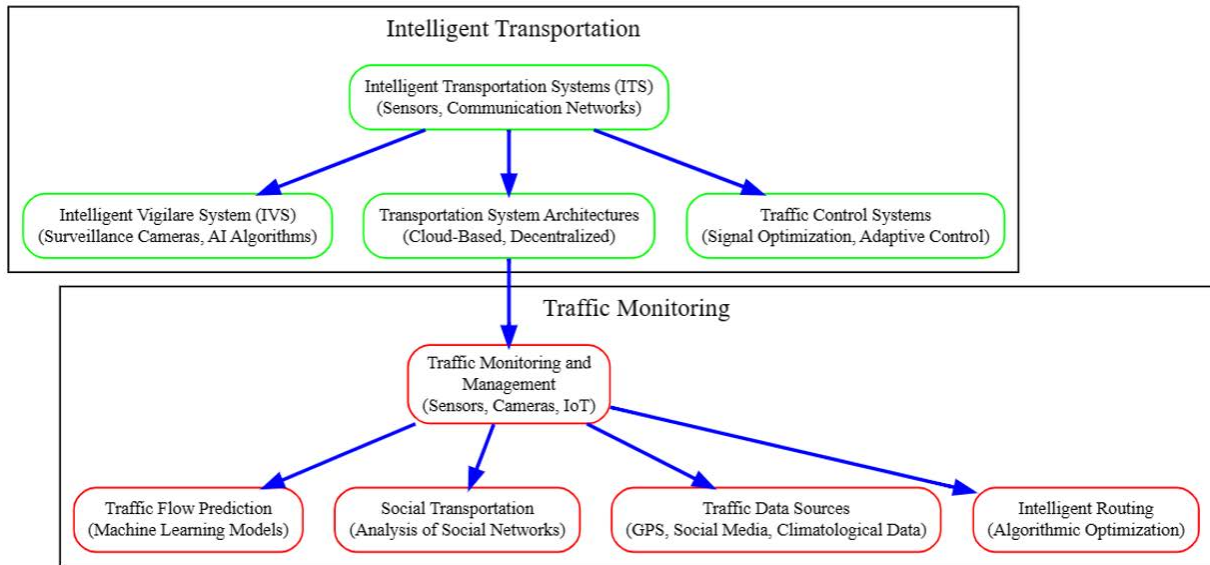 Intelligent Transportation
Intelligent Transportation Systems (ITS)
(Sensors, Communication Networks)
Intelligent Vigilare System (IVS)
(Surveillance Cameras, AI Algorithms)
Transportation System Architectures
(Cloud-Based, Decentralized)
Traffic Control Systems
(Signal Optimization, Adaptive Control)
Traffic Monitoring
Traffic Monitoring and
Management
(Sensors, Cameras, IoT)
Traffic Flow Prediction
(Machine Learning Models)
Social Transportation
(Analysis of Social Networks)
Traffic Data Sources
(GPS, Social Media, Climatological Data)
Intelligent Routing
(Algorithmic Optimization)